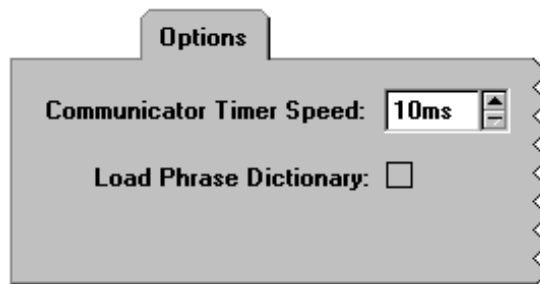 Options
Communicator Timer Speed: 10ms
Load Phrase Dictionary: